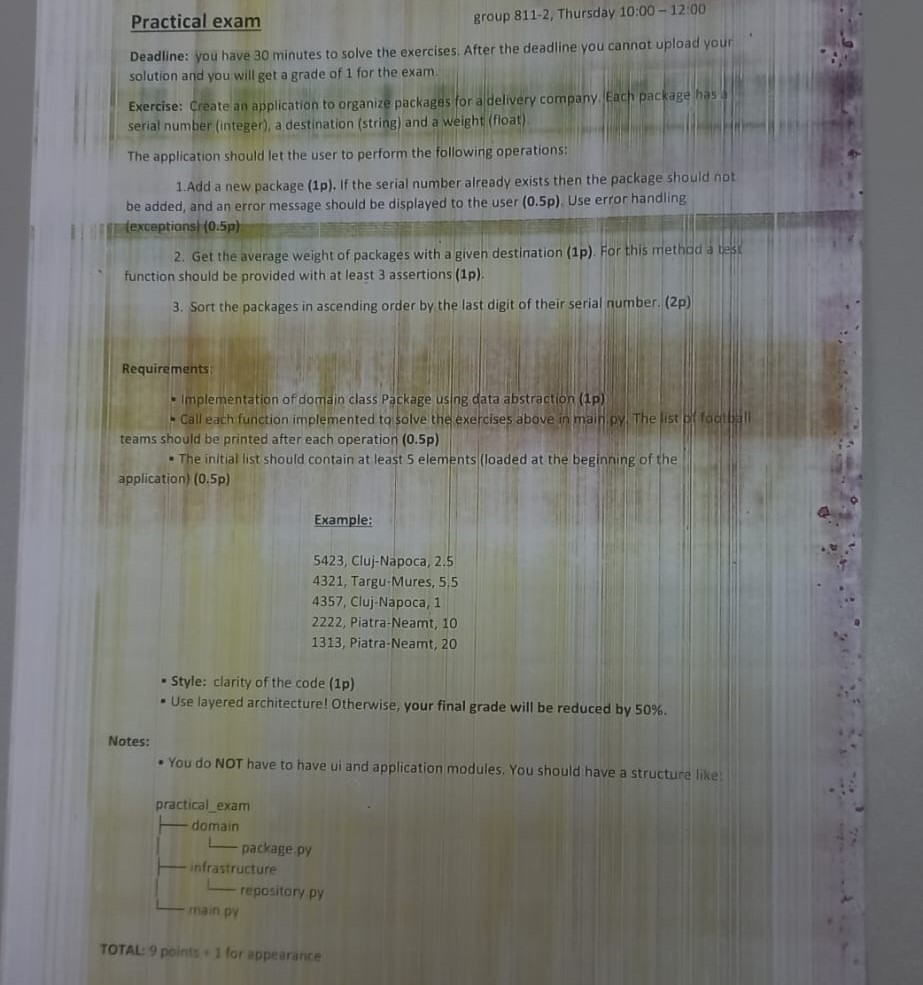 Practical exam
group 811-2, Thursday 10:00 – 12:00
Deadline: you have 30 minutes to solve the exercises. After the deadline you cannot upload your
solution and you will get a grade of 1 for the exam.
Exercise: Create an application to organize packages for a delivery company. Each package has a
serial number (integer), a destination (string) and a weight (float).
The application should let the user to perform the following operations:
1.Add a new package (1p). If the serial number already exists then the package should not
be added, and an error message should be displayed to the user (0.5p). Use error handling
(exceptions) (0.5p)
2. Get the average weight of packages with a given destination (1p). For this method a test
function should be provided with at least 3 assertions (1p).
3. Sort the packages in ascending order by the last digit of their serial number. (2p)
Requirements:
▪ Implementation of domain class Package using data abstraction (1p)
▪ Call each function implemented to solve the exercises above in main.py. The list of football
teams should be printed after each operation (0.5p)
▪ The initial list should contain at least 5 elements (loaded at the beginning of the
application) (0.5p)
Example:
5423, Cluj-Napoca, 2.5
4321, Targu-Mures, 5.5
4357, Cluj-Napoca, 1
2222, Piatra-Neamt, 10
1313, Piatra-Neamt, 20
▪ Style: clarity of the code (1p)
▪ Use layered architecture! Otherwise, your final grade will be reduced by 50%.
Notes:
▪ You do NOT have to have ui and application modules. You should have a structure like:
practical_exam
domain
package.py
infrastructure
repository.py
main.py
TOTAL: 9 points + 1 for appearance